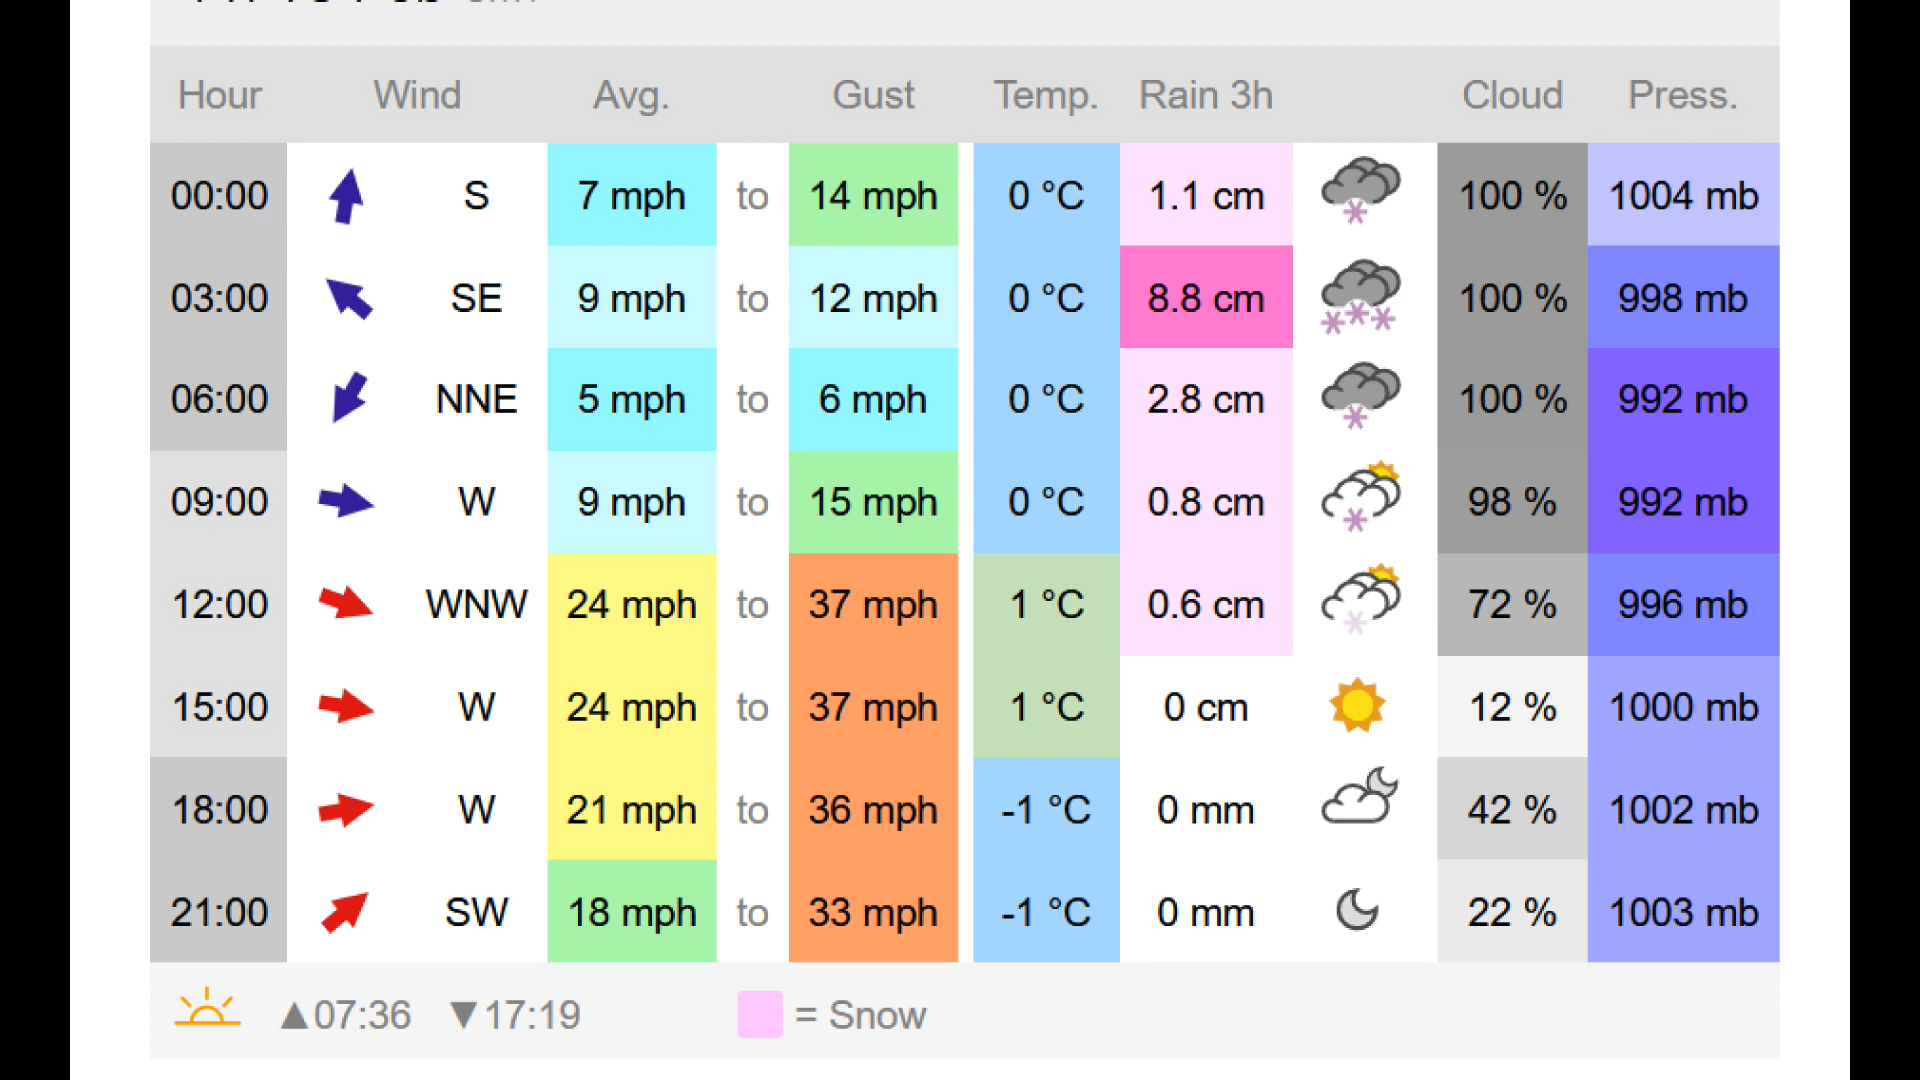 Hour Wind Avg. Gust Temp. Rain 3h Cloud Press.
00:00 S 7 mph to 14 mph 0 °C 1.1 cm 100 % 1004 mb
03:00 SE 9 mph to 12 mph 0 °C 8.8 cm 100 % 998 mb
06:00 NNE 5 mph to 6 mph 0 °C 2.8 cm 100 % 992 mb
09:00 W 9 mph to 15 mph 0 °C 0.8 cm 98 % 992 mb
12:00 WNW 24 mph to 37 mph 1 °C 0.6 cm 72 % 996 mb
15:00 W 24 mph to 37 mph 1 °C 0 cm 12 % 1000 mb
18:00 W 21 mph to 36 mph -1 °C 0 mm 42 % 1002 mb
21:00 SW 18 mph to 33 mph -1 °C 0 mm 22 % 1003 mb
▲07:36 ▼17:19 = Snow